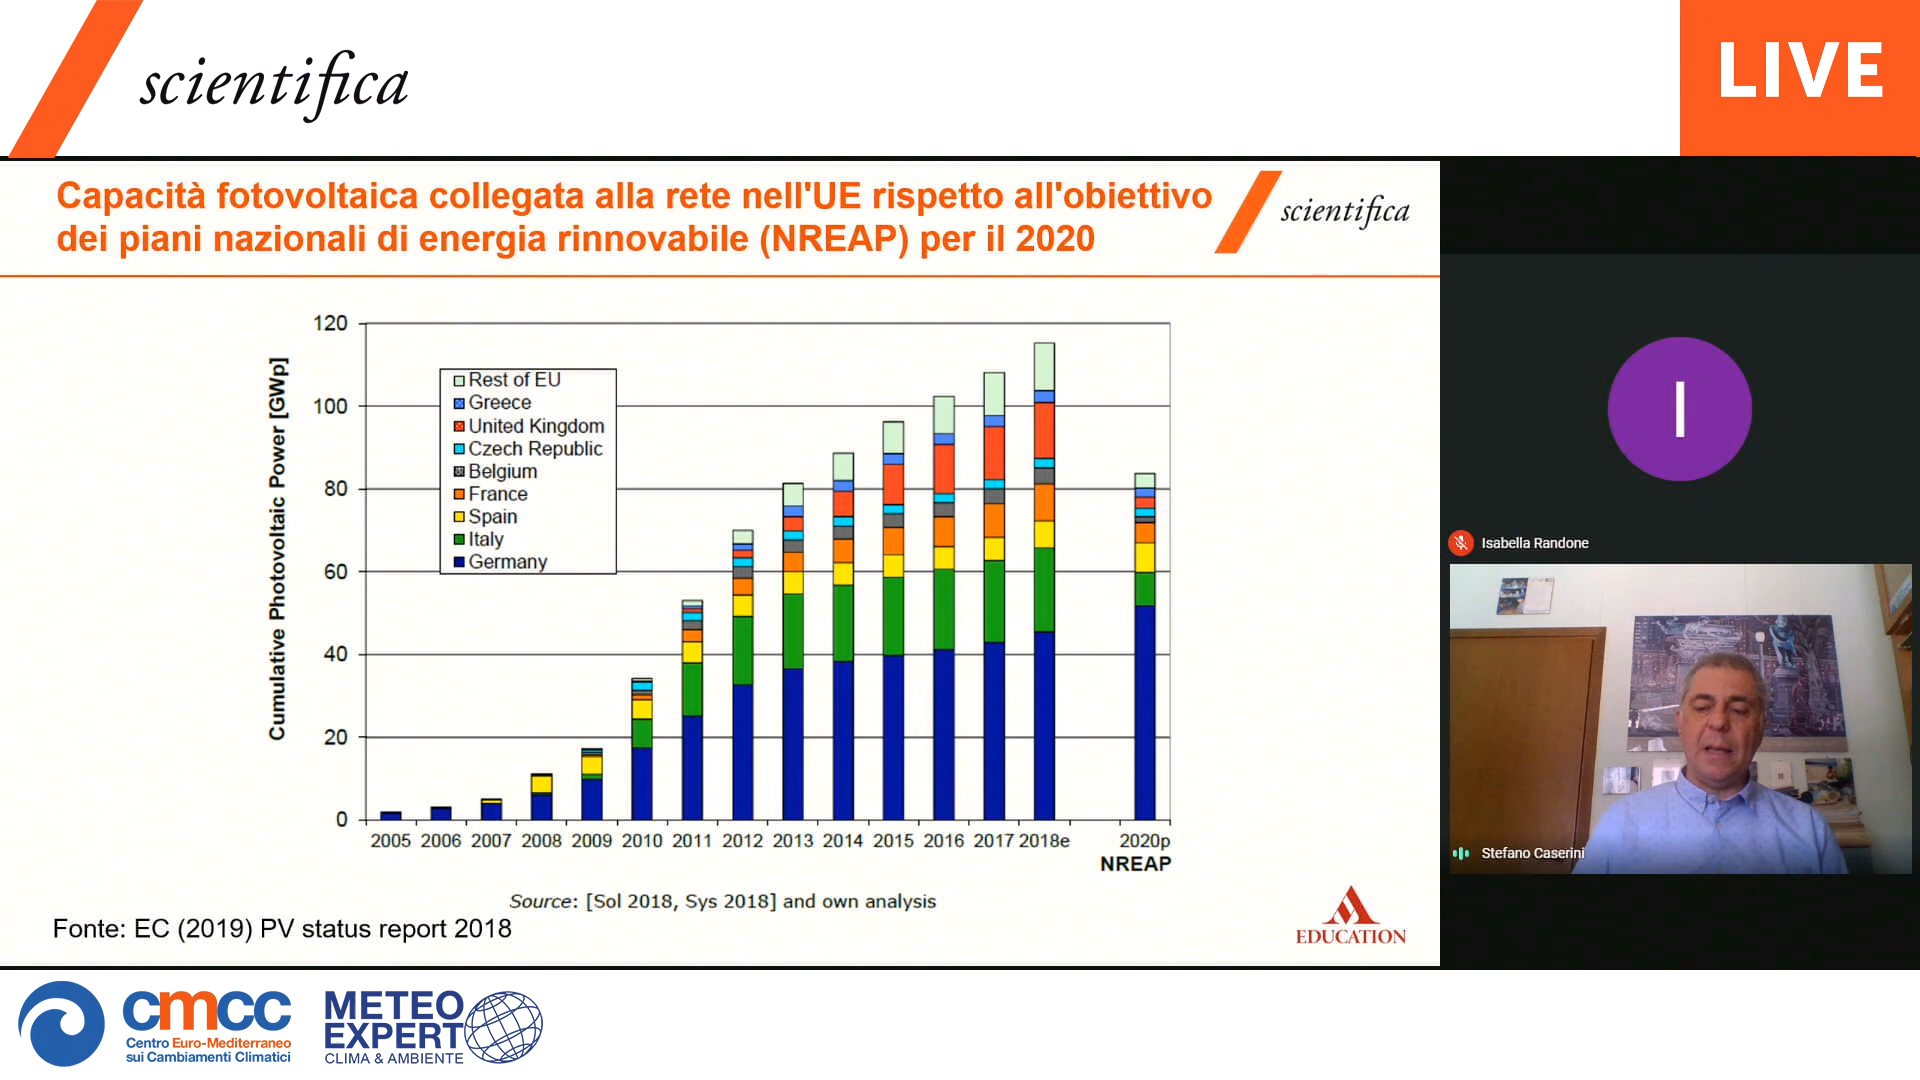 scientifica
LIVE
Capacità fotovoltaica collegata alla rete nell'UE rispetto all'obiettivo
dei piani nazionali di energia rinnovabile (NREAP) per il 2020
scientifica
Cumulative Photovoltaic Power [GWp]
120
100
80
60
40
20
0
Rest of EU
Greece
United Kingdom
Czech Republic
Belgium
France
Spain
Italy
Germany
2005 2006 2007 2008 2009 2010 2011 2012 2013 2014 2015 2016 2017 2018e 2020p
NREAP
Source: [Sol 2018, Sys 2018] and own analysis
Fonte: EC (2019) PV status report 2018
EDUCATION
I
Isabella Randone
Stefano Caserini
cmcc
Centro Euro-Mediterraneo
sui Cambiamenti Climatici
METEO
EXPERT
CLIMA & AMBIENTE